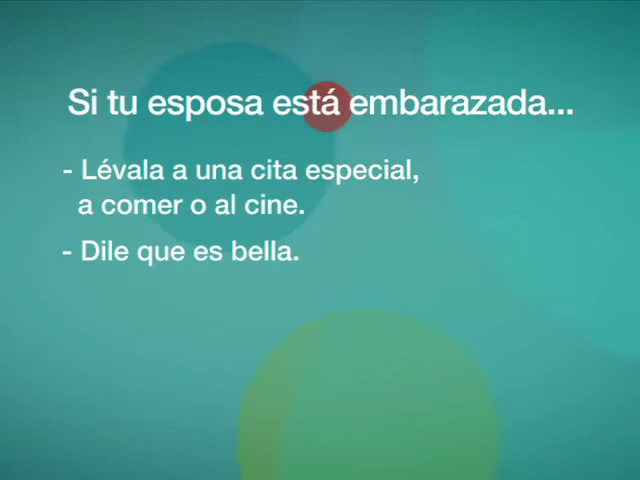 Si tu esposa está embarazada...
- Lévala a una cita especial,
a comer o al cine.
- Dile que es bella.